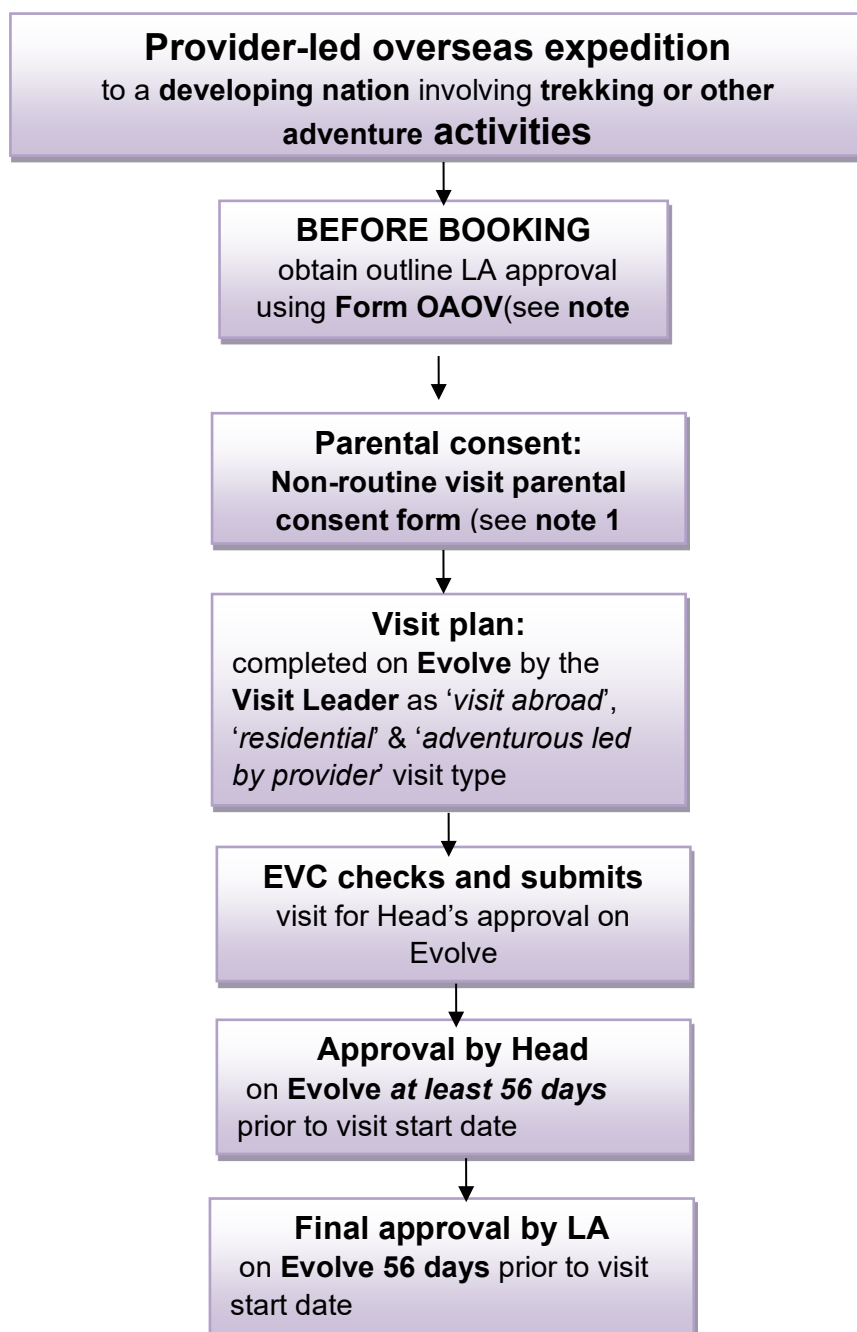 Provider-led overseas expedition
to a developing nation involving trekking or other
adventure activities
BEFORE BOOKING
obtain outline LA approval
using Form OAOV(see note
Parental consent:
Non-routine visit parental
consent form (see note 1
Visit plan:
completed on Evolve by the
Visit Leader as ‘visit abroad’,
‘residential’ & ‘adventurous led
by provider’ visit type
EVC checks and submits
visit for Head’s approval on
Evolve
Approval by Head
on Evolve at least 56 days
prior to visit start date
Final approval by LA
on Evolve 56 days prior to visit
start date